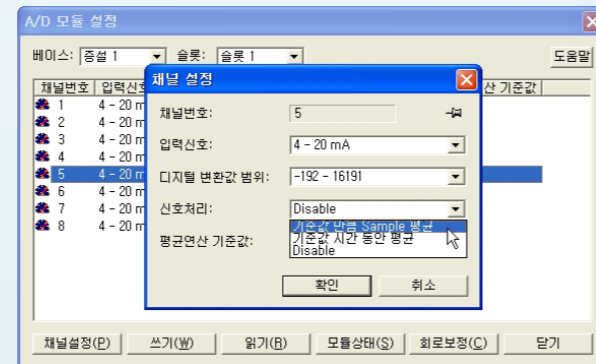 A/D 모듈 설정
베이스: 증설 1 슬롯: 슬롯 1 도움말
채널번호 입력신호 산 기준값
1 4 - 20 m
2 4 - 20 m
3 4 - 20 m
4 4 - 20 m
5 4 - 20 m
6 4 - 20 m
7 4 - 20 m
8 4 - 20 m
채널 설정
채널번호: 5
입력신호: 4 - 20 mA
디지털 변환값 범위: -192 - 16191
신호처리: Disable
기준값 만큼 Sample 평균
기준값 시간 동안 평균
Disable
평균연산 기준값:
확인 취소
채널설정(P) 쓰기(W) 읽기(R) 모듈상태(S) 회로보정(C) 닫기